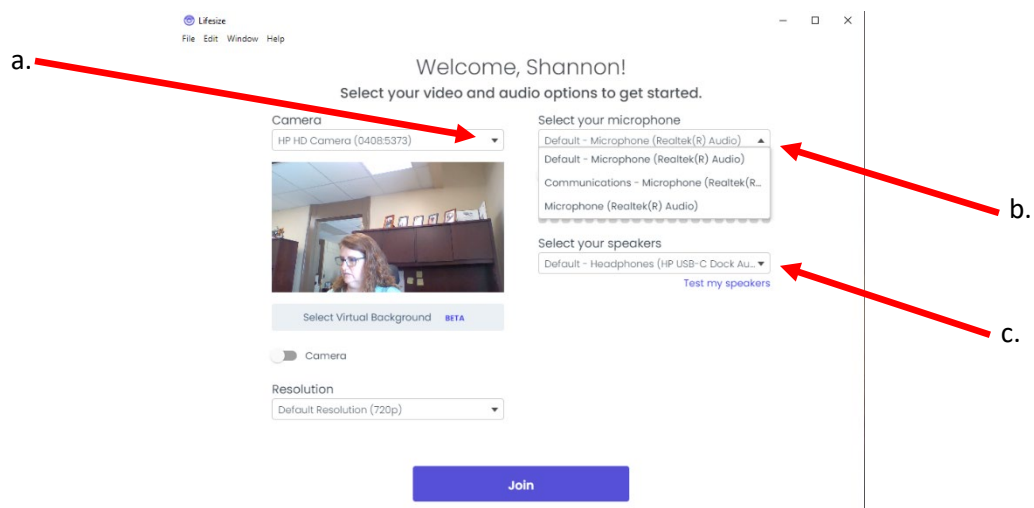 Lifesize
File Edit Window Help
a.
Welcome, Shannon!
Select your video and audio options to get started.
Camera
HP HD Camera (0408:5373)
Select Virtual Background BETA
Camera
Resolution
Default Resolution (720p)
Select your microphone
Default - Microphone (Realtek(R) Audio)
Default - Microphone (Realtek(R) Audio)
Communications - Microphone (Realtek(R...
Microphone (Realtek(R) Audio)
b.
Select your speakers
Default - Headphones (HP USB-C Dock Au...
Test my speakers
c.
Join